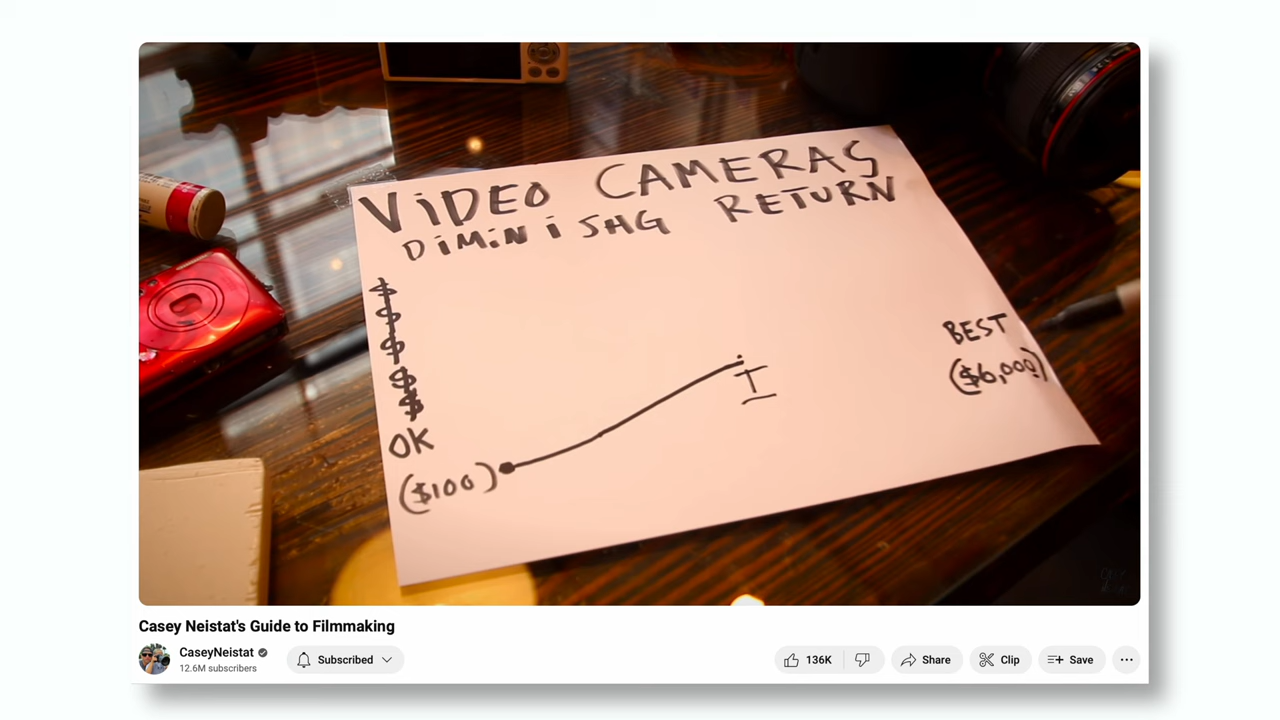 ViDEO CAMERAS
DiMiNiSHG RETURN
$
$
$
$
$
OK
($100)
BEST
($6,000)
Casey Neistat's Guide to Filmmaking
CaseyNeistat
12.6M subscribers
Subscribed
136K
Share
Clip
Save